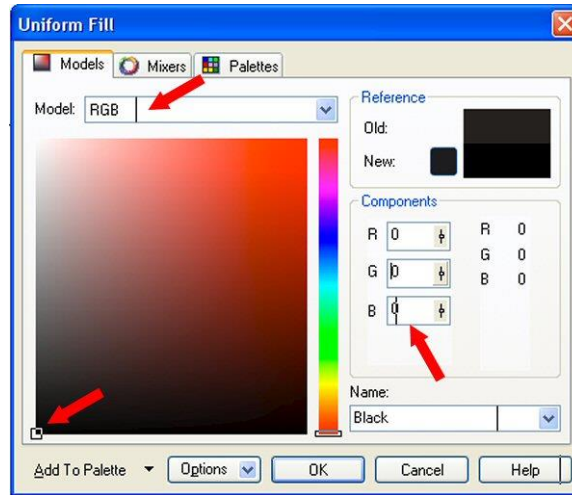 Uniform Fill
Models Mixers Palettes
Model: RGB
Reference
Old:
New:
Components
R 0 R 0
G 0 G 0
B 0 B 0
Name:
Black
Add To Palette Options OK Cancel Help